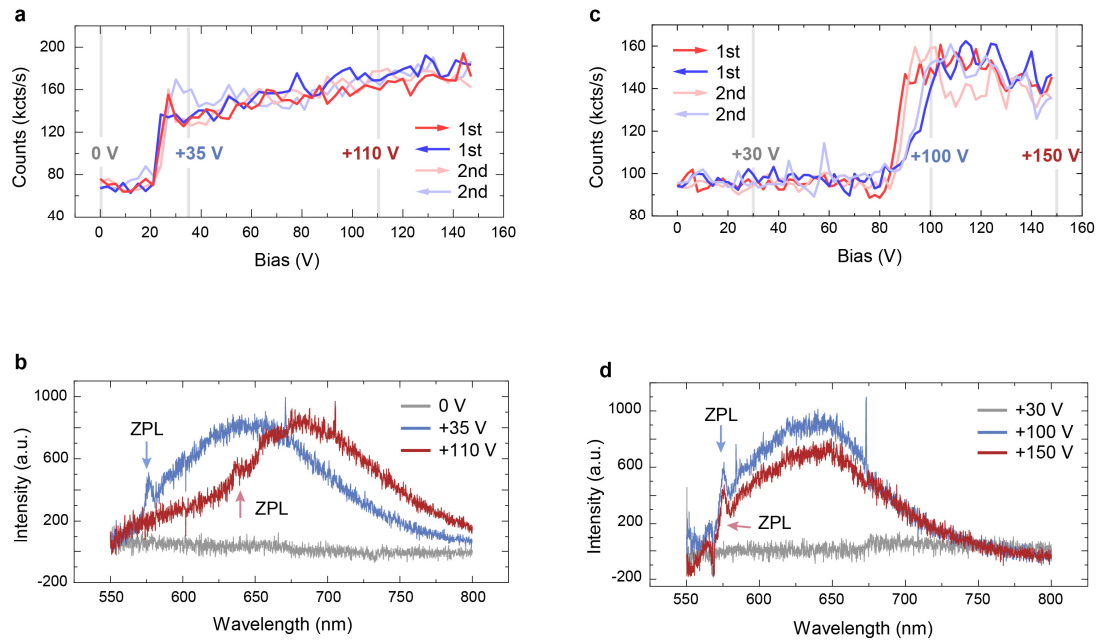 a
Counts (kcts/s)
200
160
120
80
40
0 V
+35 V
+110 V
1st
1st
2nd
2nd
0 20 40 60 80 100 120 140 160
Bias (V)
c
Counts (kcts/s)
160
140
120
100
80
1st
1st
2nd
2nd
+30 V
+100 V
+150 V
0 20 40 60 80 100 120 140 160
Bias (V)
b
Intensity (a.u.)
1000
600
200
-200
ZPL
ZPL
0 V
+35 V
+110 V
550 600 650 700 750 800
Wavelength (nm)
d
Intensity (a.u.)
1000
600
200
-200
ZPL
ZPL
+30 V
+100 V
+150 V
550 600 650 700 750 800
Wavelength (nm)